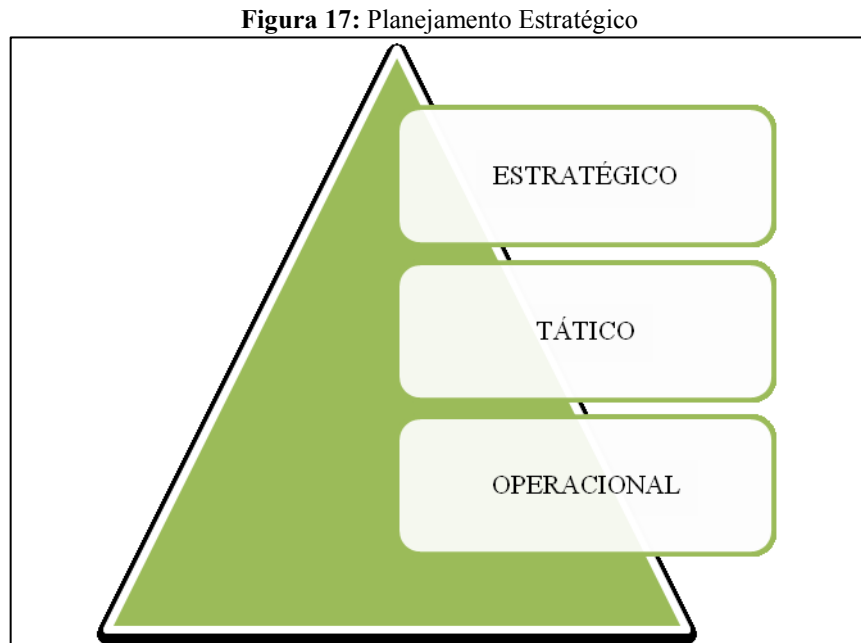 Figura 17: Planejamento Estratégico
ESTRATÉGICO
TÁTICO
OPERACIONAL